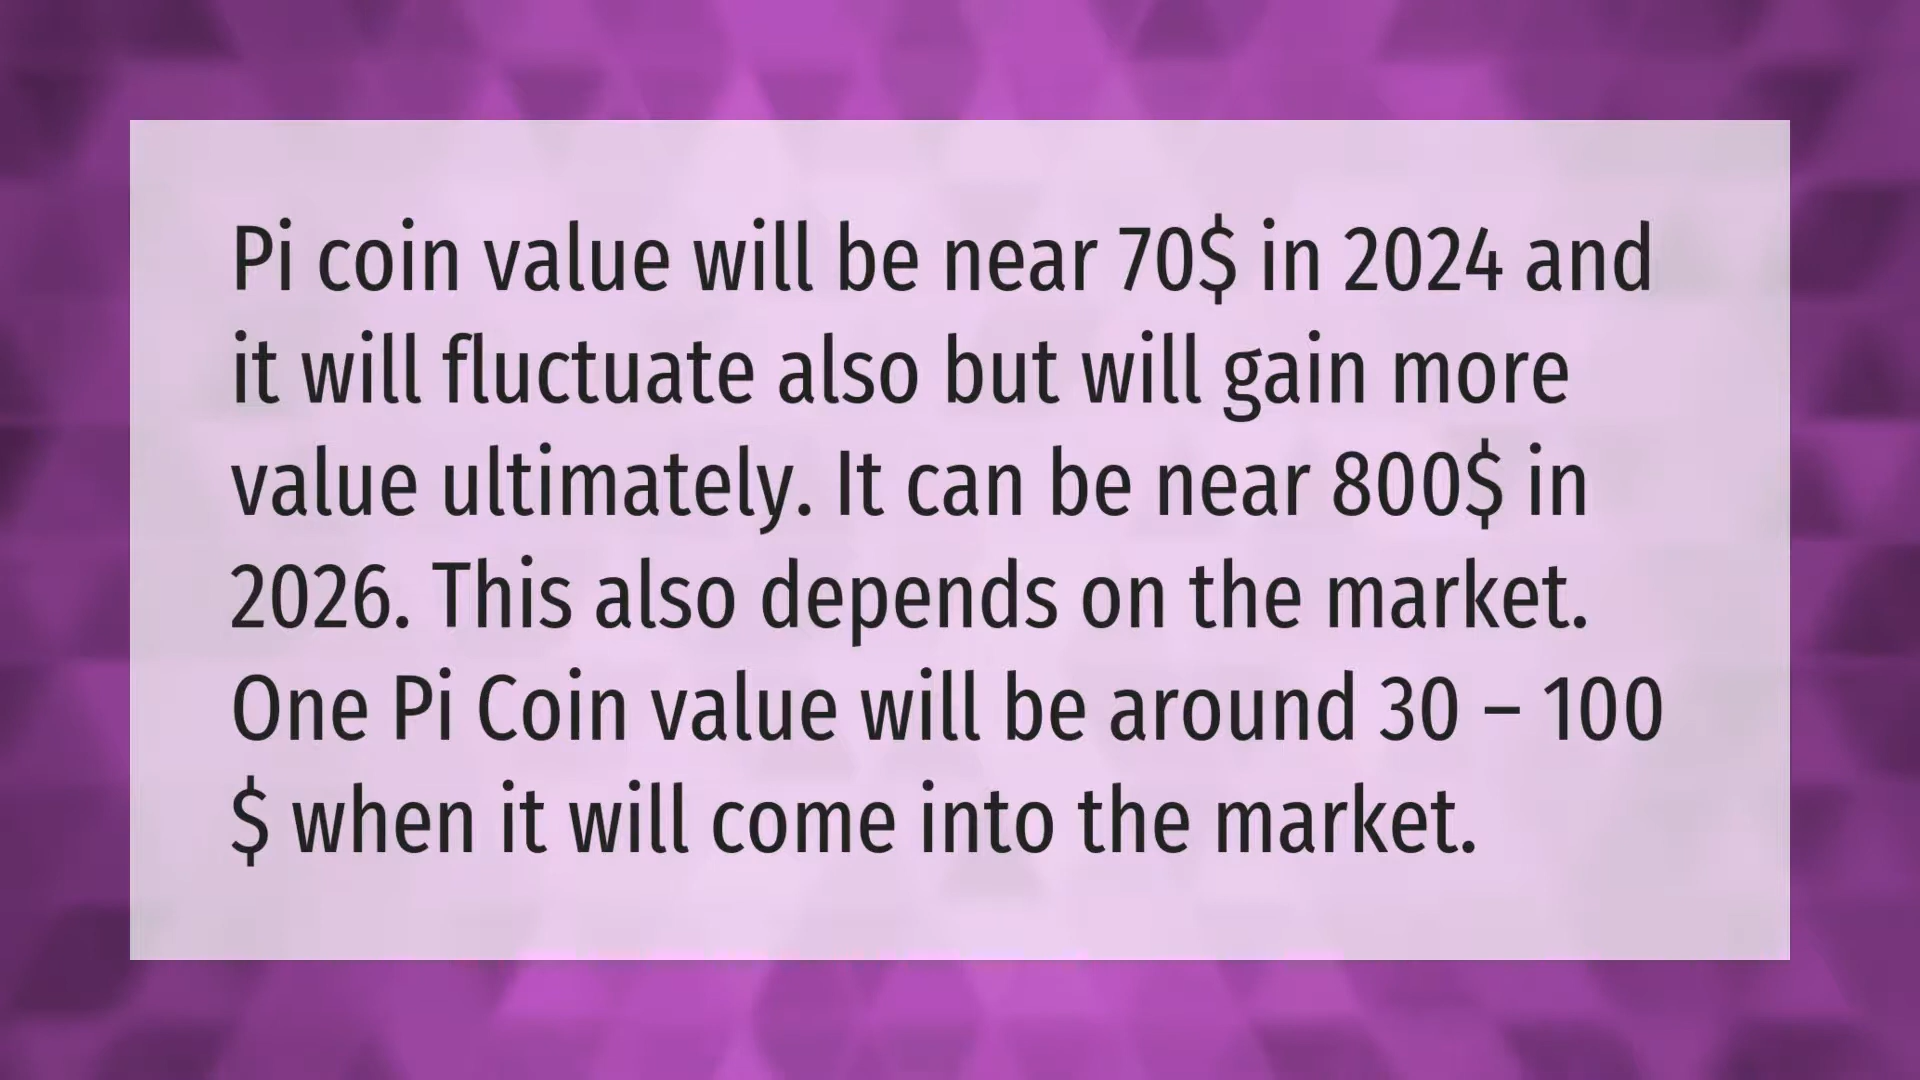 Pi coin value will be near 70$ in 2024 and
it will fluctuate also but will gain more
value ultimately. It can be near 800$ in
2026. This also depends on the market.
One Pi Coin value will be around 30 – 100
$ when it will come into the market.